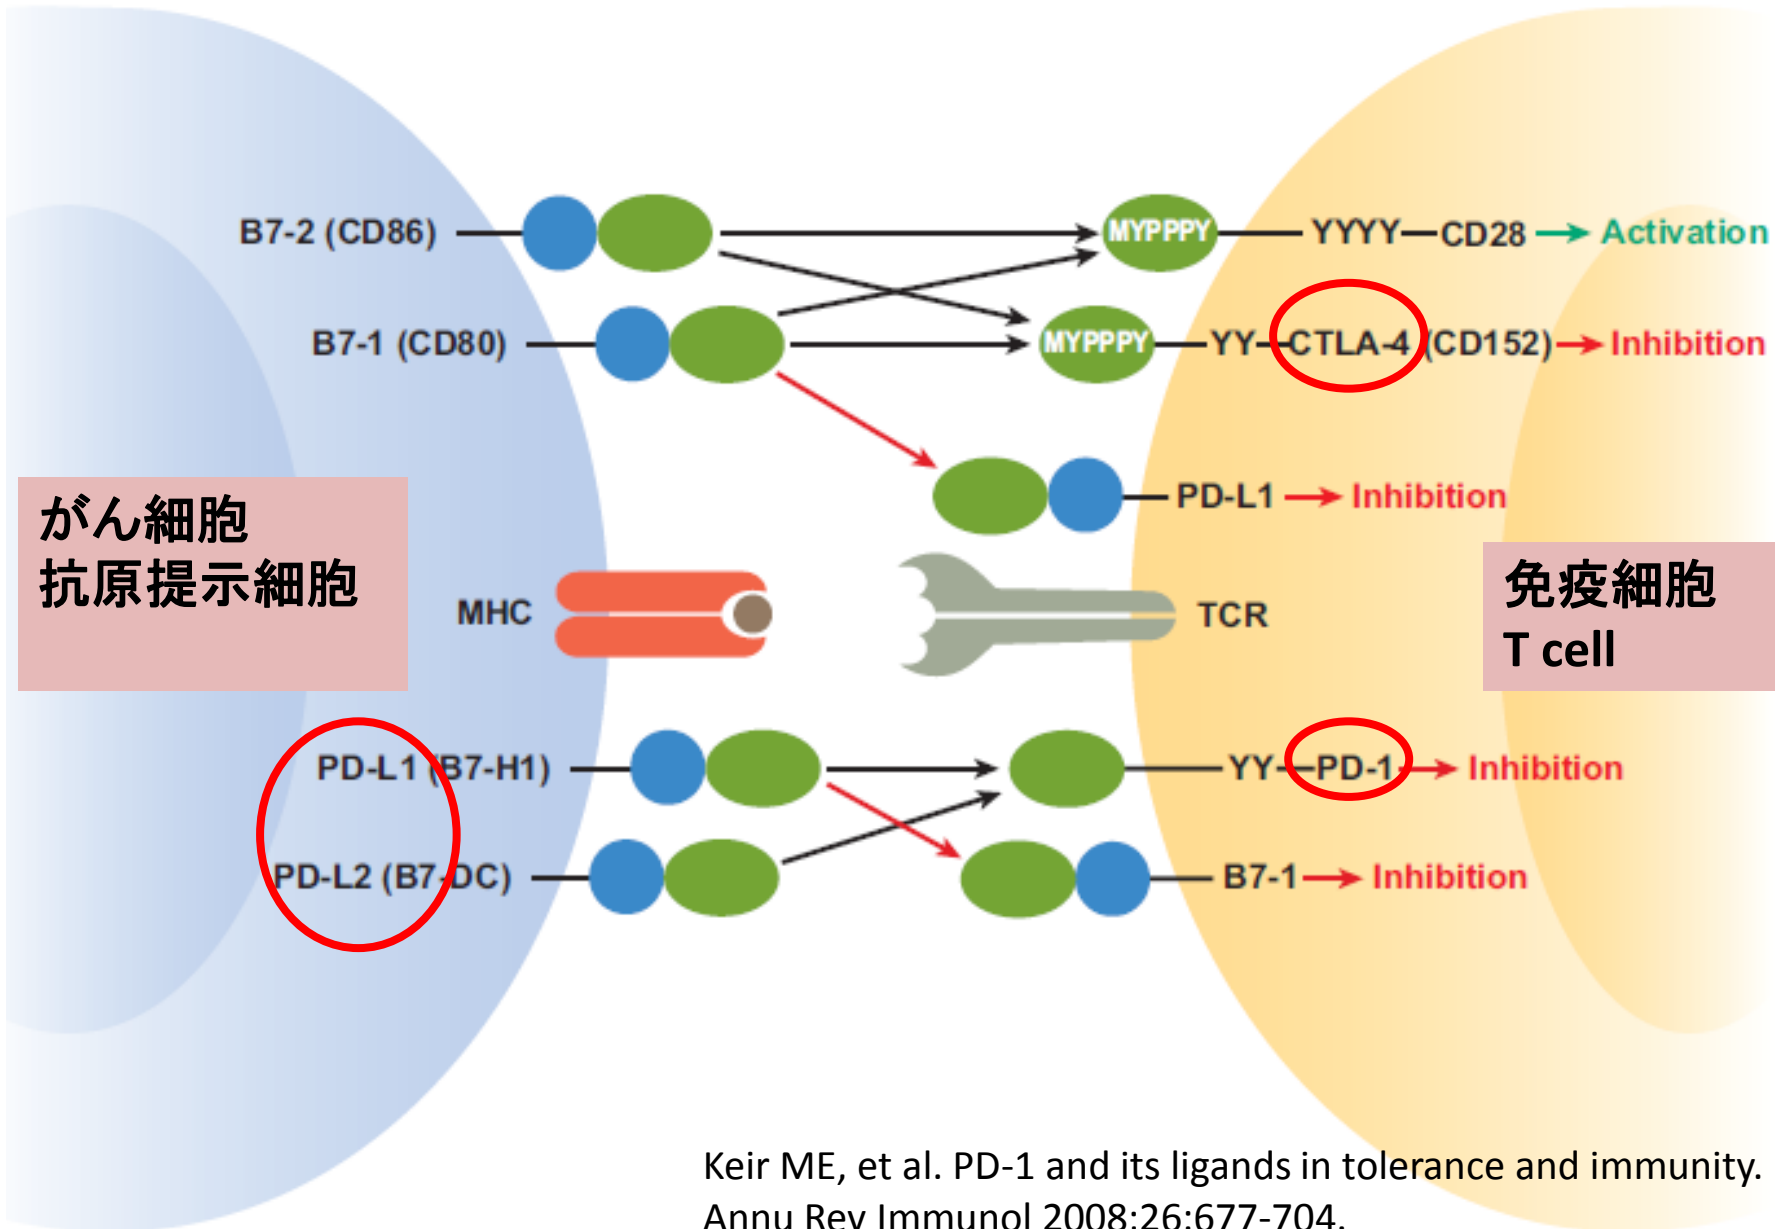 B7-2 (CD86)
MYPPPY
YYYY
CD28
Activation
B7-1 (CD80)
MYPPPY
YY
CTLA-4 (CD152)
Inhibition
PD-L1
Inhibition
がん細胞
抗原提示細胞
MHC
TCR
免疫細胞
T cell
PD-L1 (B7-H1)
YY
PD-1
Inhibition
PD-L2 (B7-DC)
B7-1
Inhibition
Keir ME, et al. PD-1 and its ligands in tolerance and immunity.
Annu Rev Immunol 2008;26:677-704.